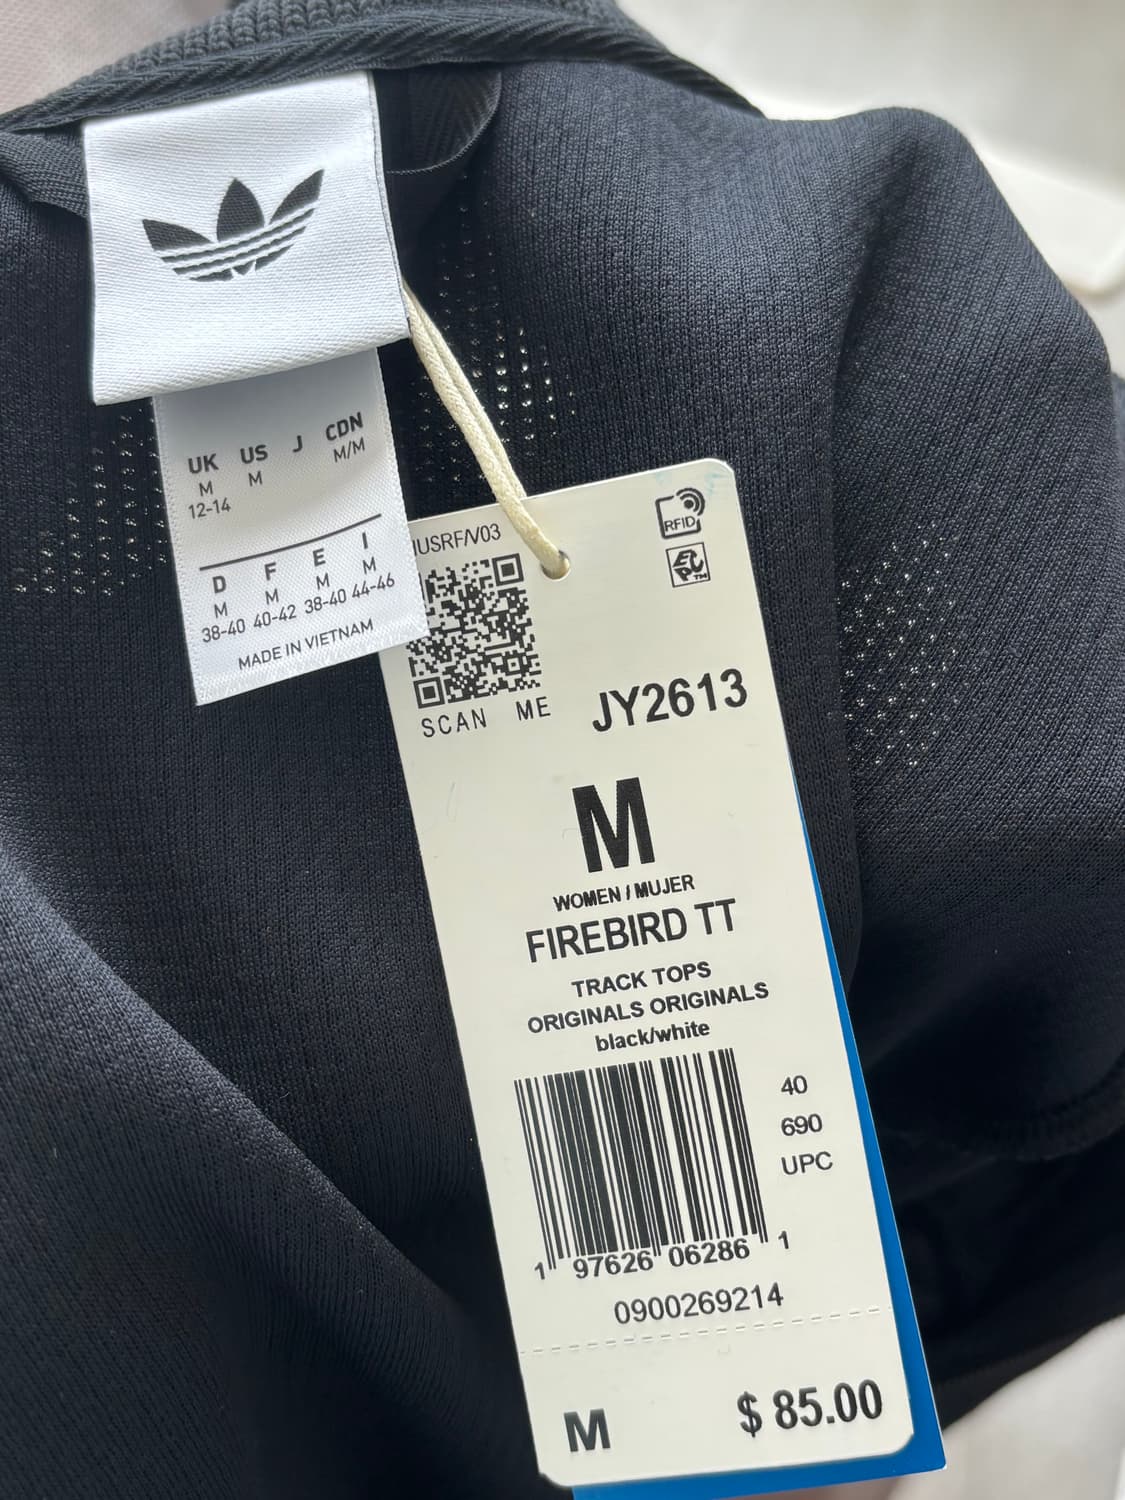 UK US J CDN
M M M/M
12-14
D F E I
M M M M
38-40 40-42 38-40 44-46
MADE IN VIETNAM
USRF/V03
RFID
EPC™
SCAN ME
JY2613
M
WOMEN / MUJER
FIREBIRD TT
TRACK TOPS
ORIGINALS ORIGINALS
black/white
40
690
UPC
1 97626 06286 1
0900269214
M $ 85.00